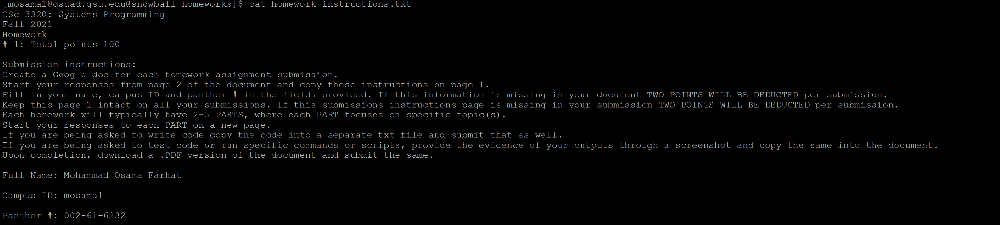 [mosama1@gsuad.gsu.edu@snowball homeworks]$ cat homework_instructions.txt
CSc 3320: Systems Programming
Fall 2021
Homework
# 1: Total points 100
Submission instructions:
Create a Google doc for each homework assignment submission.
Start your responses from page 2 of the document and copy these instructions on page 1.
Fill in your name, campus ID and panther # in the fields provided. If this information is missing in your document TWO POINTS WILL BE DEDUCTED per submission.
Keep this page 1 intact on all your submissions. If this submissions instructions page is missing in your submission TWO POINTS WILL BE DEDUCTED per submission.
Each homework will typically have 2-3 PARTS, where each PART focuses on specific topic(s).
Start your responses to each PART on a new page.
If you are being asked to write code copy the code into a separate txt file and submit that as well.
If you are being asked to test code or run specific commands or scripts, provide the evidence of your outputs through a screenshot and copy the same into the document.
Upon completion, download a .PDF version of the document and submit the same.
Full Name: Mohammad Osama Farhat
Campus ID: mosama1
Panther #: 002-61-6232